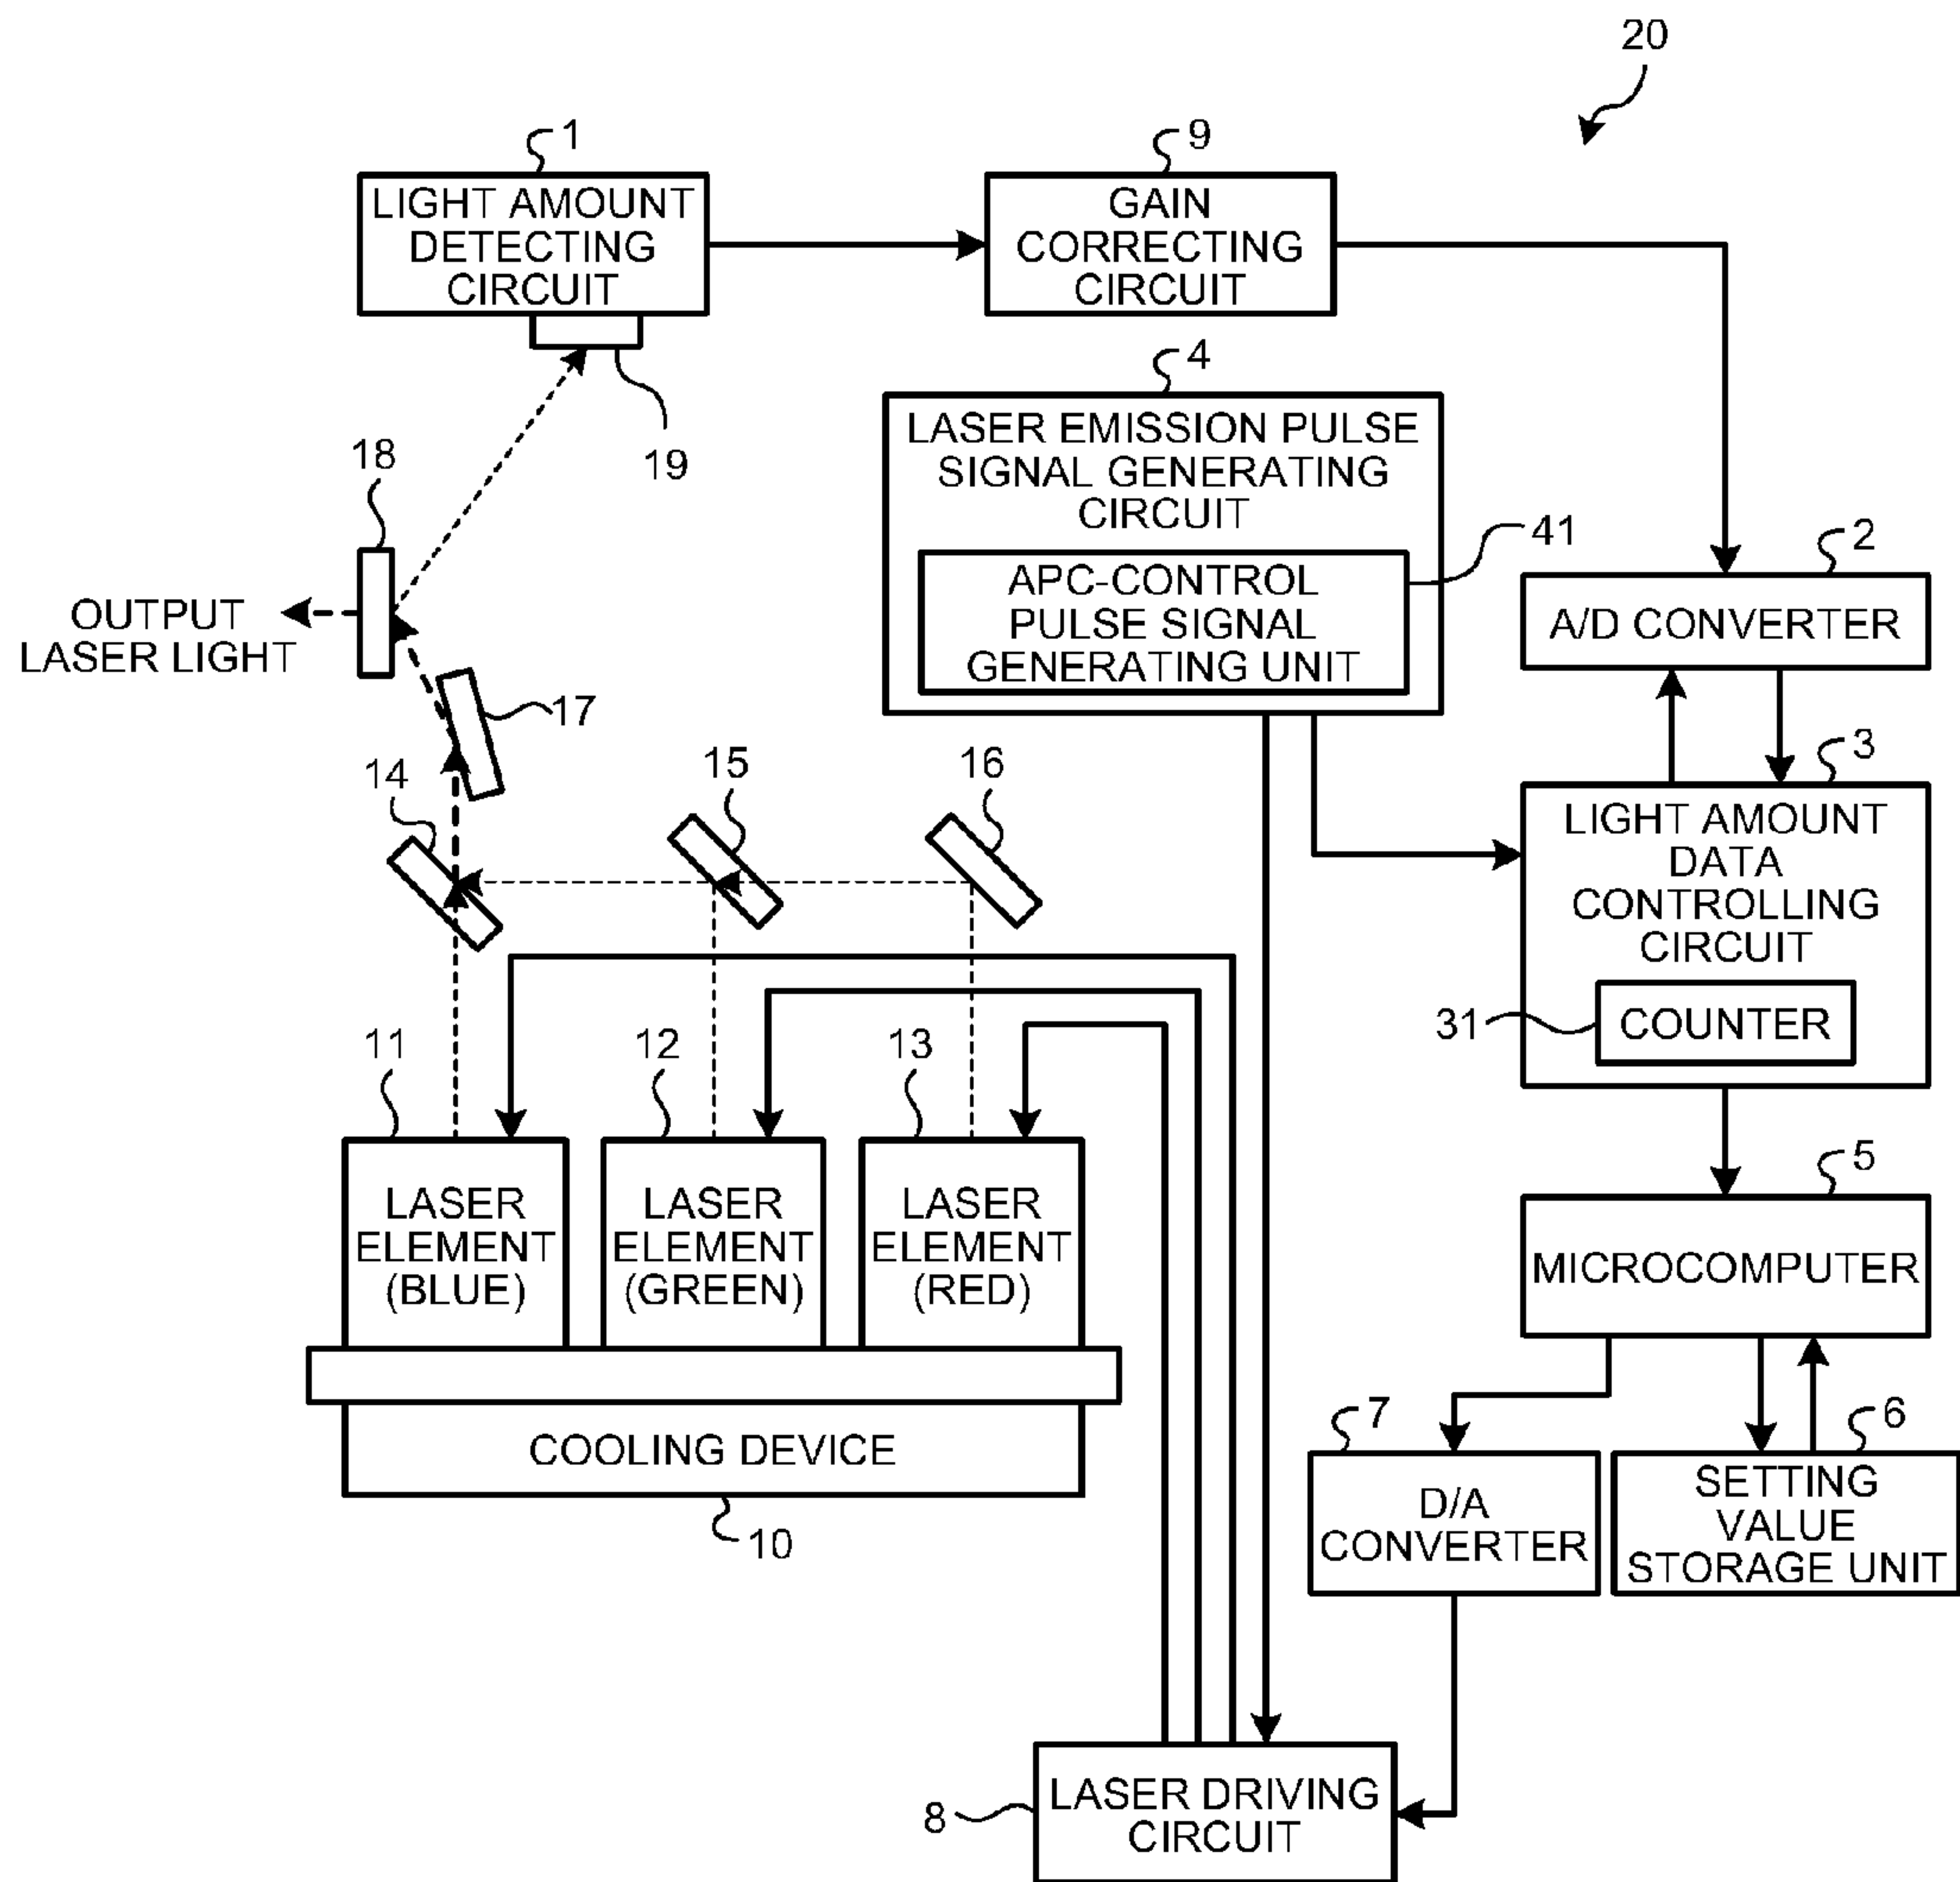 20
1
9
LIGHT AMOUNT
DETECTING
CIRCUIT
GAIN
CORRECTING
CIRCUIT
19
4
LASER EMISSION PULSE
SIGNAL GENERATING
CIRCUIT
41
APC-CONTROL
PULSE SIGNAL
GENERATING UNIT
2
A/D CONVERTER
18
OUTPUT
LASER LIGHT
17
14
15
16
3
LIGHT AMOUNT
DATA
CONTROLLING
CIRCUIT
31
COUNTER
11
12
13
LASER
ELEMENT
(BLUE)
LASER
ELEMENT
(GREEN)
LASER
ELEMENT
(RED)
5
MICROCOMPUTER
COOLING DEVICE
10
7
6
D/A
CONVERTER
SETTING
VALUE
STORAGE UNIT
8
LASER DRIVING
CIRCUIT